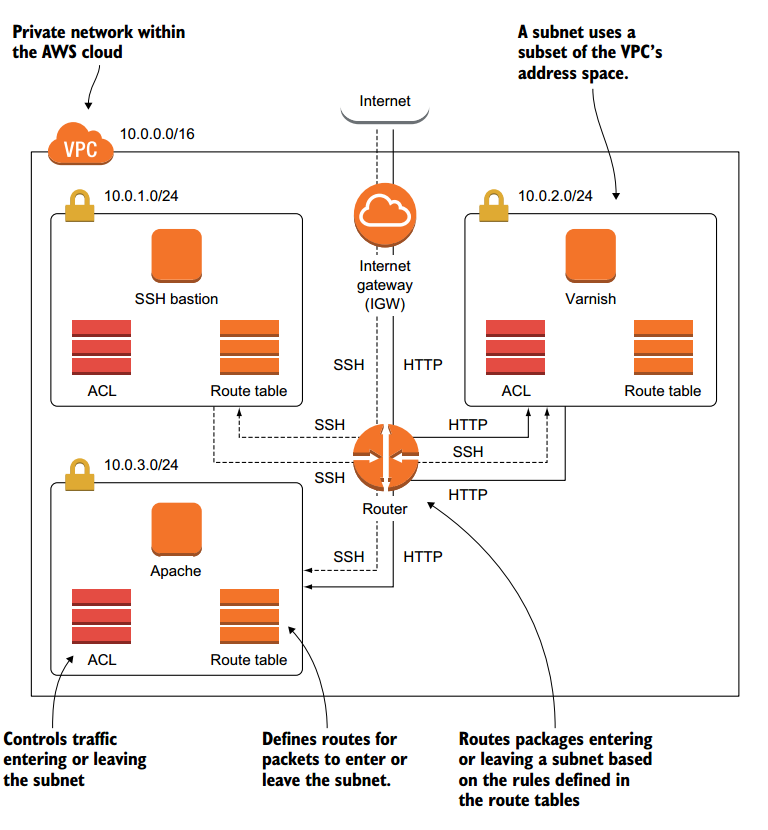 Private network within
the AWS cloud
A subnet uses a
subset of the VPC's
address space.
Internet
VPC
10.0.0.0/16
10.0.1.0/24
10.0.2.0/24
SSH bastion
Internet
gateway
(IGW)
Varnish
ACL
Route table
SSH
HTTP
ACL
Route table
SSH
HTTP
SSH
10.0.3.0/24
SSH
HTTP
Router
Apache
SSH
HTTP
ACL
Route table
Controls traffic
entering or leaving
the subnet
Defines routes for
packets to enter or
leave the subnet.
Routes packages entering
or leaving a subnet based
on the rules defined in
the route tables